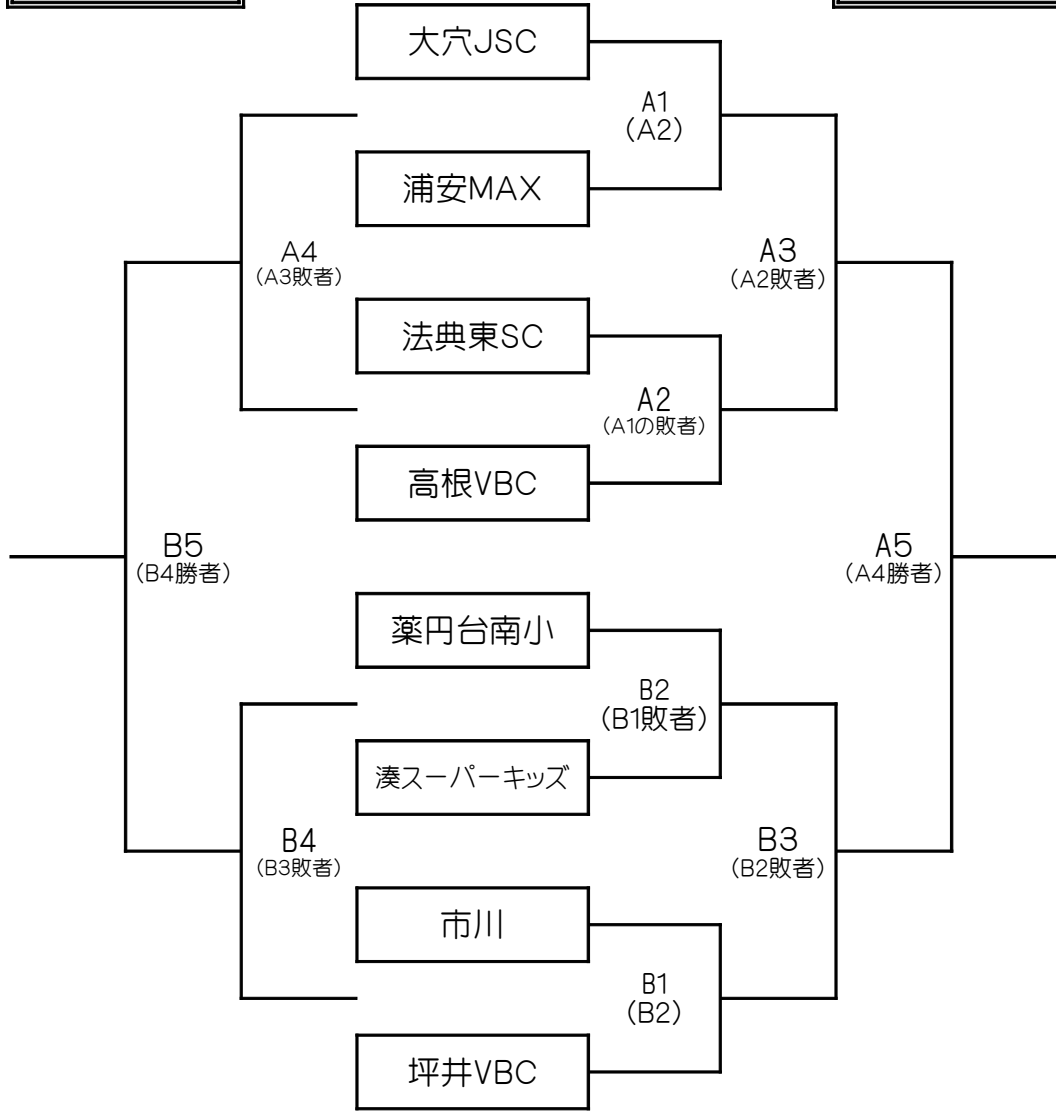 大穴JSC
A1
(A2)
浦安MAX
A4
(A3敗者)
A3
(A2敗者)
法典東SC
A2
(A1の敗者)
高根VBC
B5
(B4勝者)
A5
(A4勝者)
薬円台南小
B2
(B1敗者)
湊スーパーキッズ
B4
(B3敗者)
B3
(B2敗者)
市川
B1
(B2)
坪井VBC